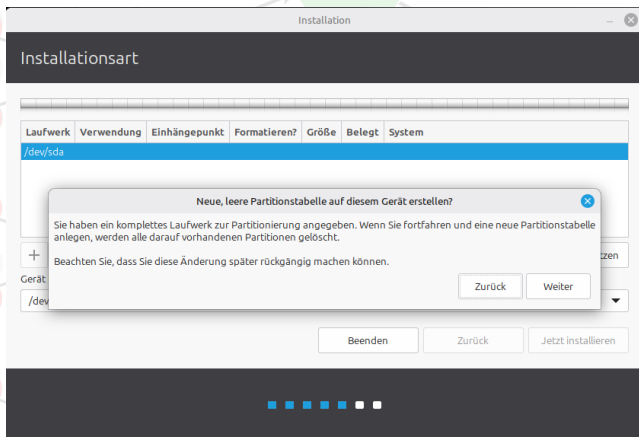 Installation
Installationsart
Laufwerk Verwendung Einhängepunkt Formatieren? Größe Belegt System
/dev/sda
Neue, leere Partitionstabelle auf diesem Gerät erstellen?
Sie haben ein komplettes Laufwerk zur Partitionierung angegeben. Wenn Sie fortfahren und eine neue Partitionstabelle
anlegen, werden alle darauf vorhandenen Partitionen gelöscht.
Beachten Sie, dass Sie diese Änderung später rückgängig machen können.
Zurück Weiter
+ tzen
Gerät
/dev
Beenden Zurück Jetzt installieren